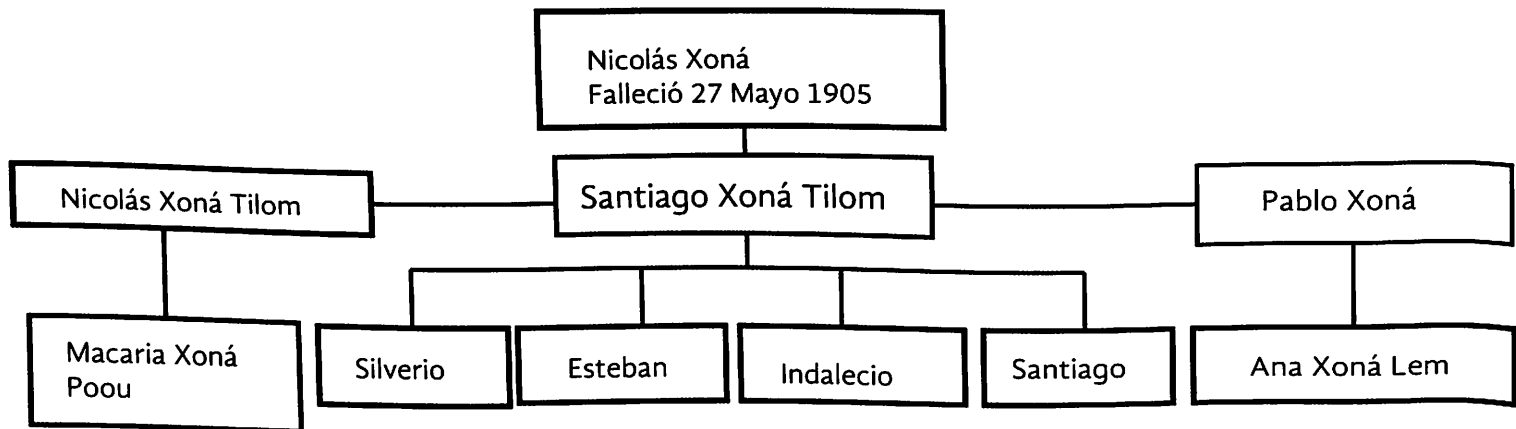 Nicolás Xoná
Falleció 27 Mayo 1905
Nicolás Xoná Tilom
Santiago Xoná Tilom
Pablo Xoná
Macaria Xoná
Poou
Silverio
Esteban
Indalecio
Santiago
Ana Xoná Lem